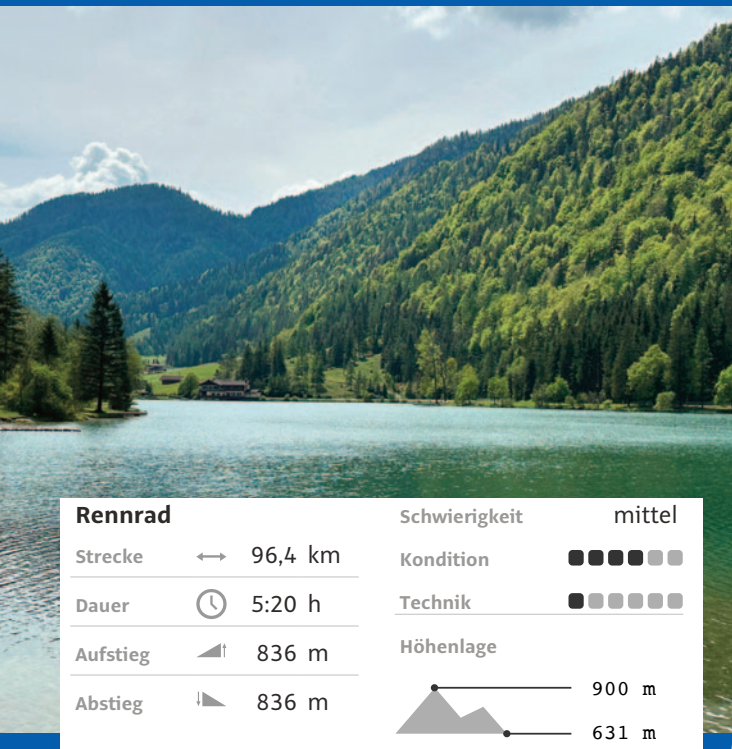 Rennrad
Strecke 96,4 km
Dauer 5:20 h
Aufstieg 836 m
Abstieg 836 m
Schwierigkeit mittel
Kondition
Technik
Höhenlage
900 m
631 m